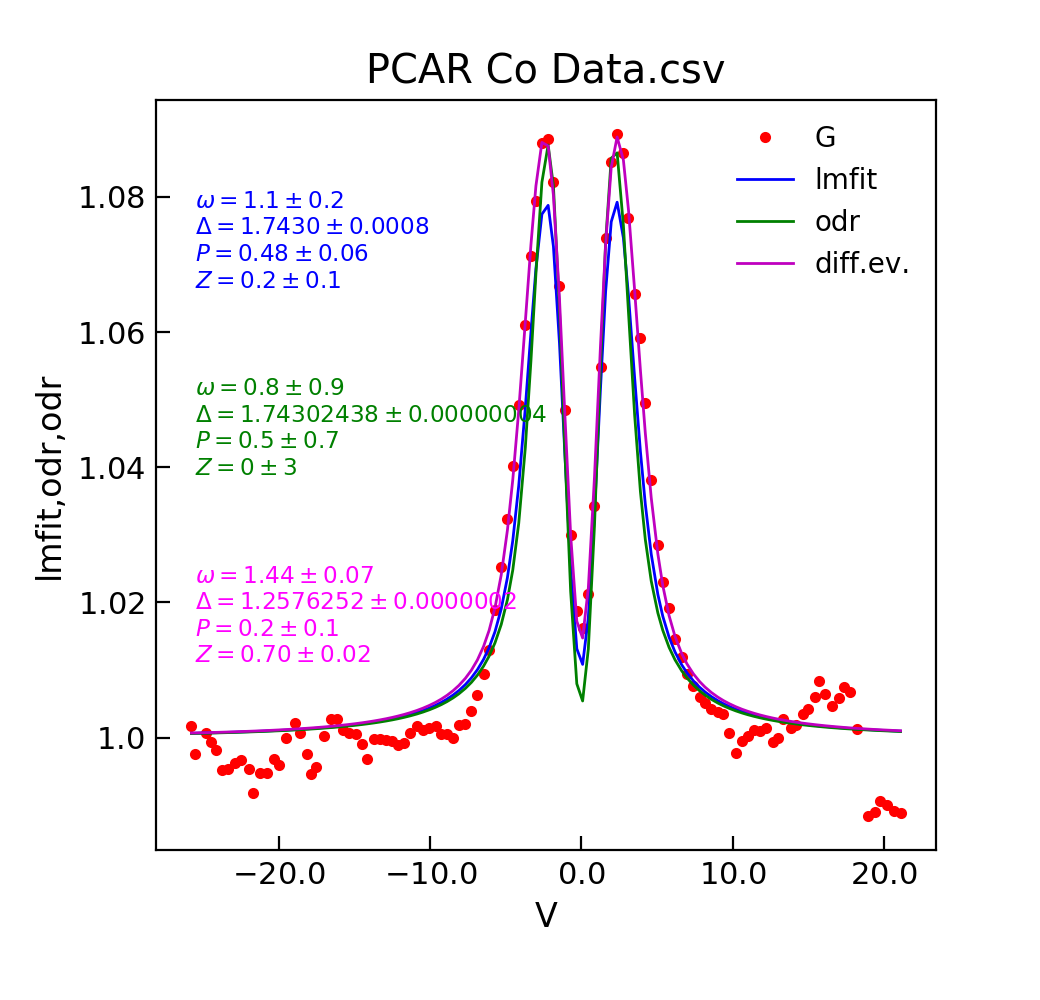 PCAR Co Data.csv
G
lmfit
odr
diff.ev.
ω = 1.1 ± 0.2
Δ = 1.7430 ± 0.0008
P = 0.48 ± 0.06
Z = 0.2 ± 0.1
ω = 0.8 ± 0.9
Δ = 1.74302438 ± 0.00000004
P = 0.5 ± 0.7
Z = 0 ± 3
ω = 1.44 ± 0.07
Δ = 1.2576252 ± 0.0000002
P = 0.2 ± 0.1
Z = 0.70 ± 0.02
1.08
1.06
1.04
1.02
1.0
lmfit,odr,odr
−20.0 −10.0 0.0 10.0 20.0
V